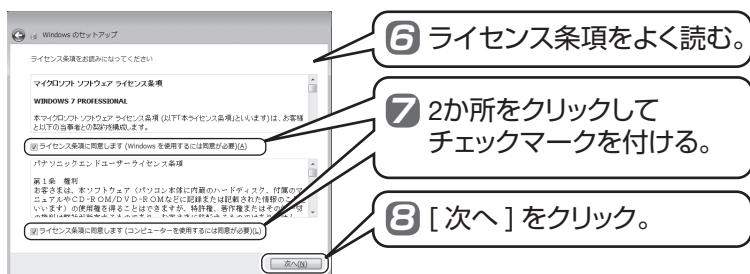 Windows のセットアップ
ライセンス条項をお読みになってください
マイクロソフト ソフトウェア ライセンス条項
WINDOWS 7 PROFESSIONAL
本マイクロソフト ソフトウェア ライセンス条項 (以下「本ライセンス条項」といいます) は、お客様
と以下の当事者との契約を構成します。
ライセンス条項に同意します (Windows を使用するには同意が必要)(A)
パナソニックエンドユーザーライセンス条項
第1条 権利
お客さまは、本ソフトウェア（パソコン本体に内蔵のハードディスク、付属のマ
ニュアルやCD-ROM/DVD-ROMなどに記録または記載された情報のこ
いいます）の使用権を得ることはできますが、特許権、著作権またはその
ライセンス条項に同意します (コンピューターを使用するには同意が必要)(L)
次へ(N)
6 ライセンス条項をよく読む。
7 2か所をクリックして
チェックマークを付ける。
8 [ 次へ ] をクリック。